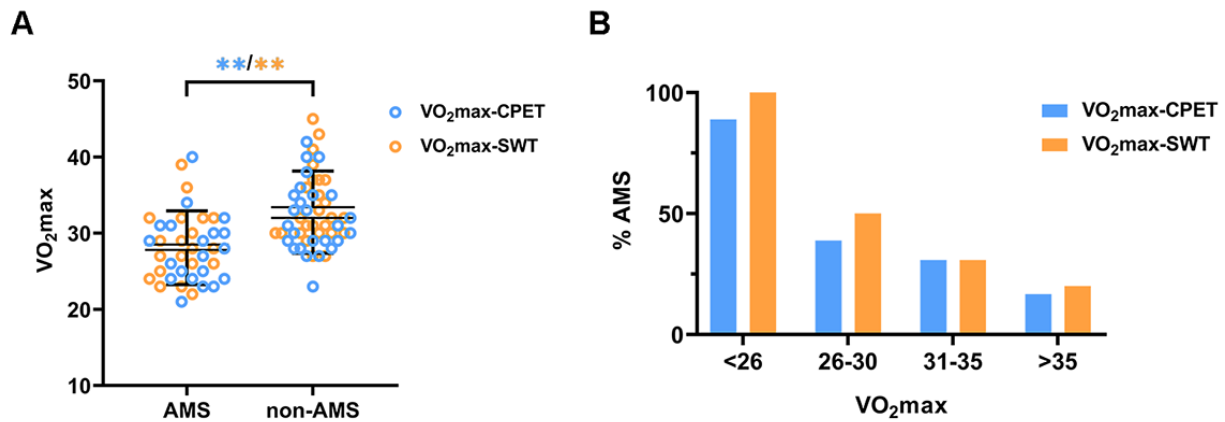 A
**/**
50
40
30
20
10
VO₂max
AMS
non-AMS
VO₂max-CPET
VO₂max-SWT
B
100
50
0
% AMS
<26
26-30
31-35
>35
VO₂max
VO₂max-CPET
VO₂max-SWT